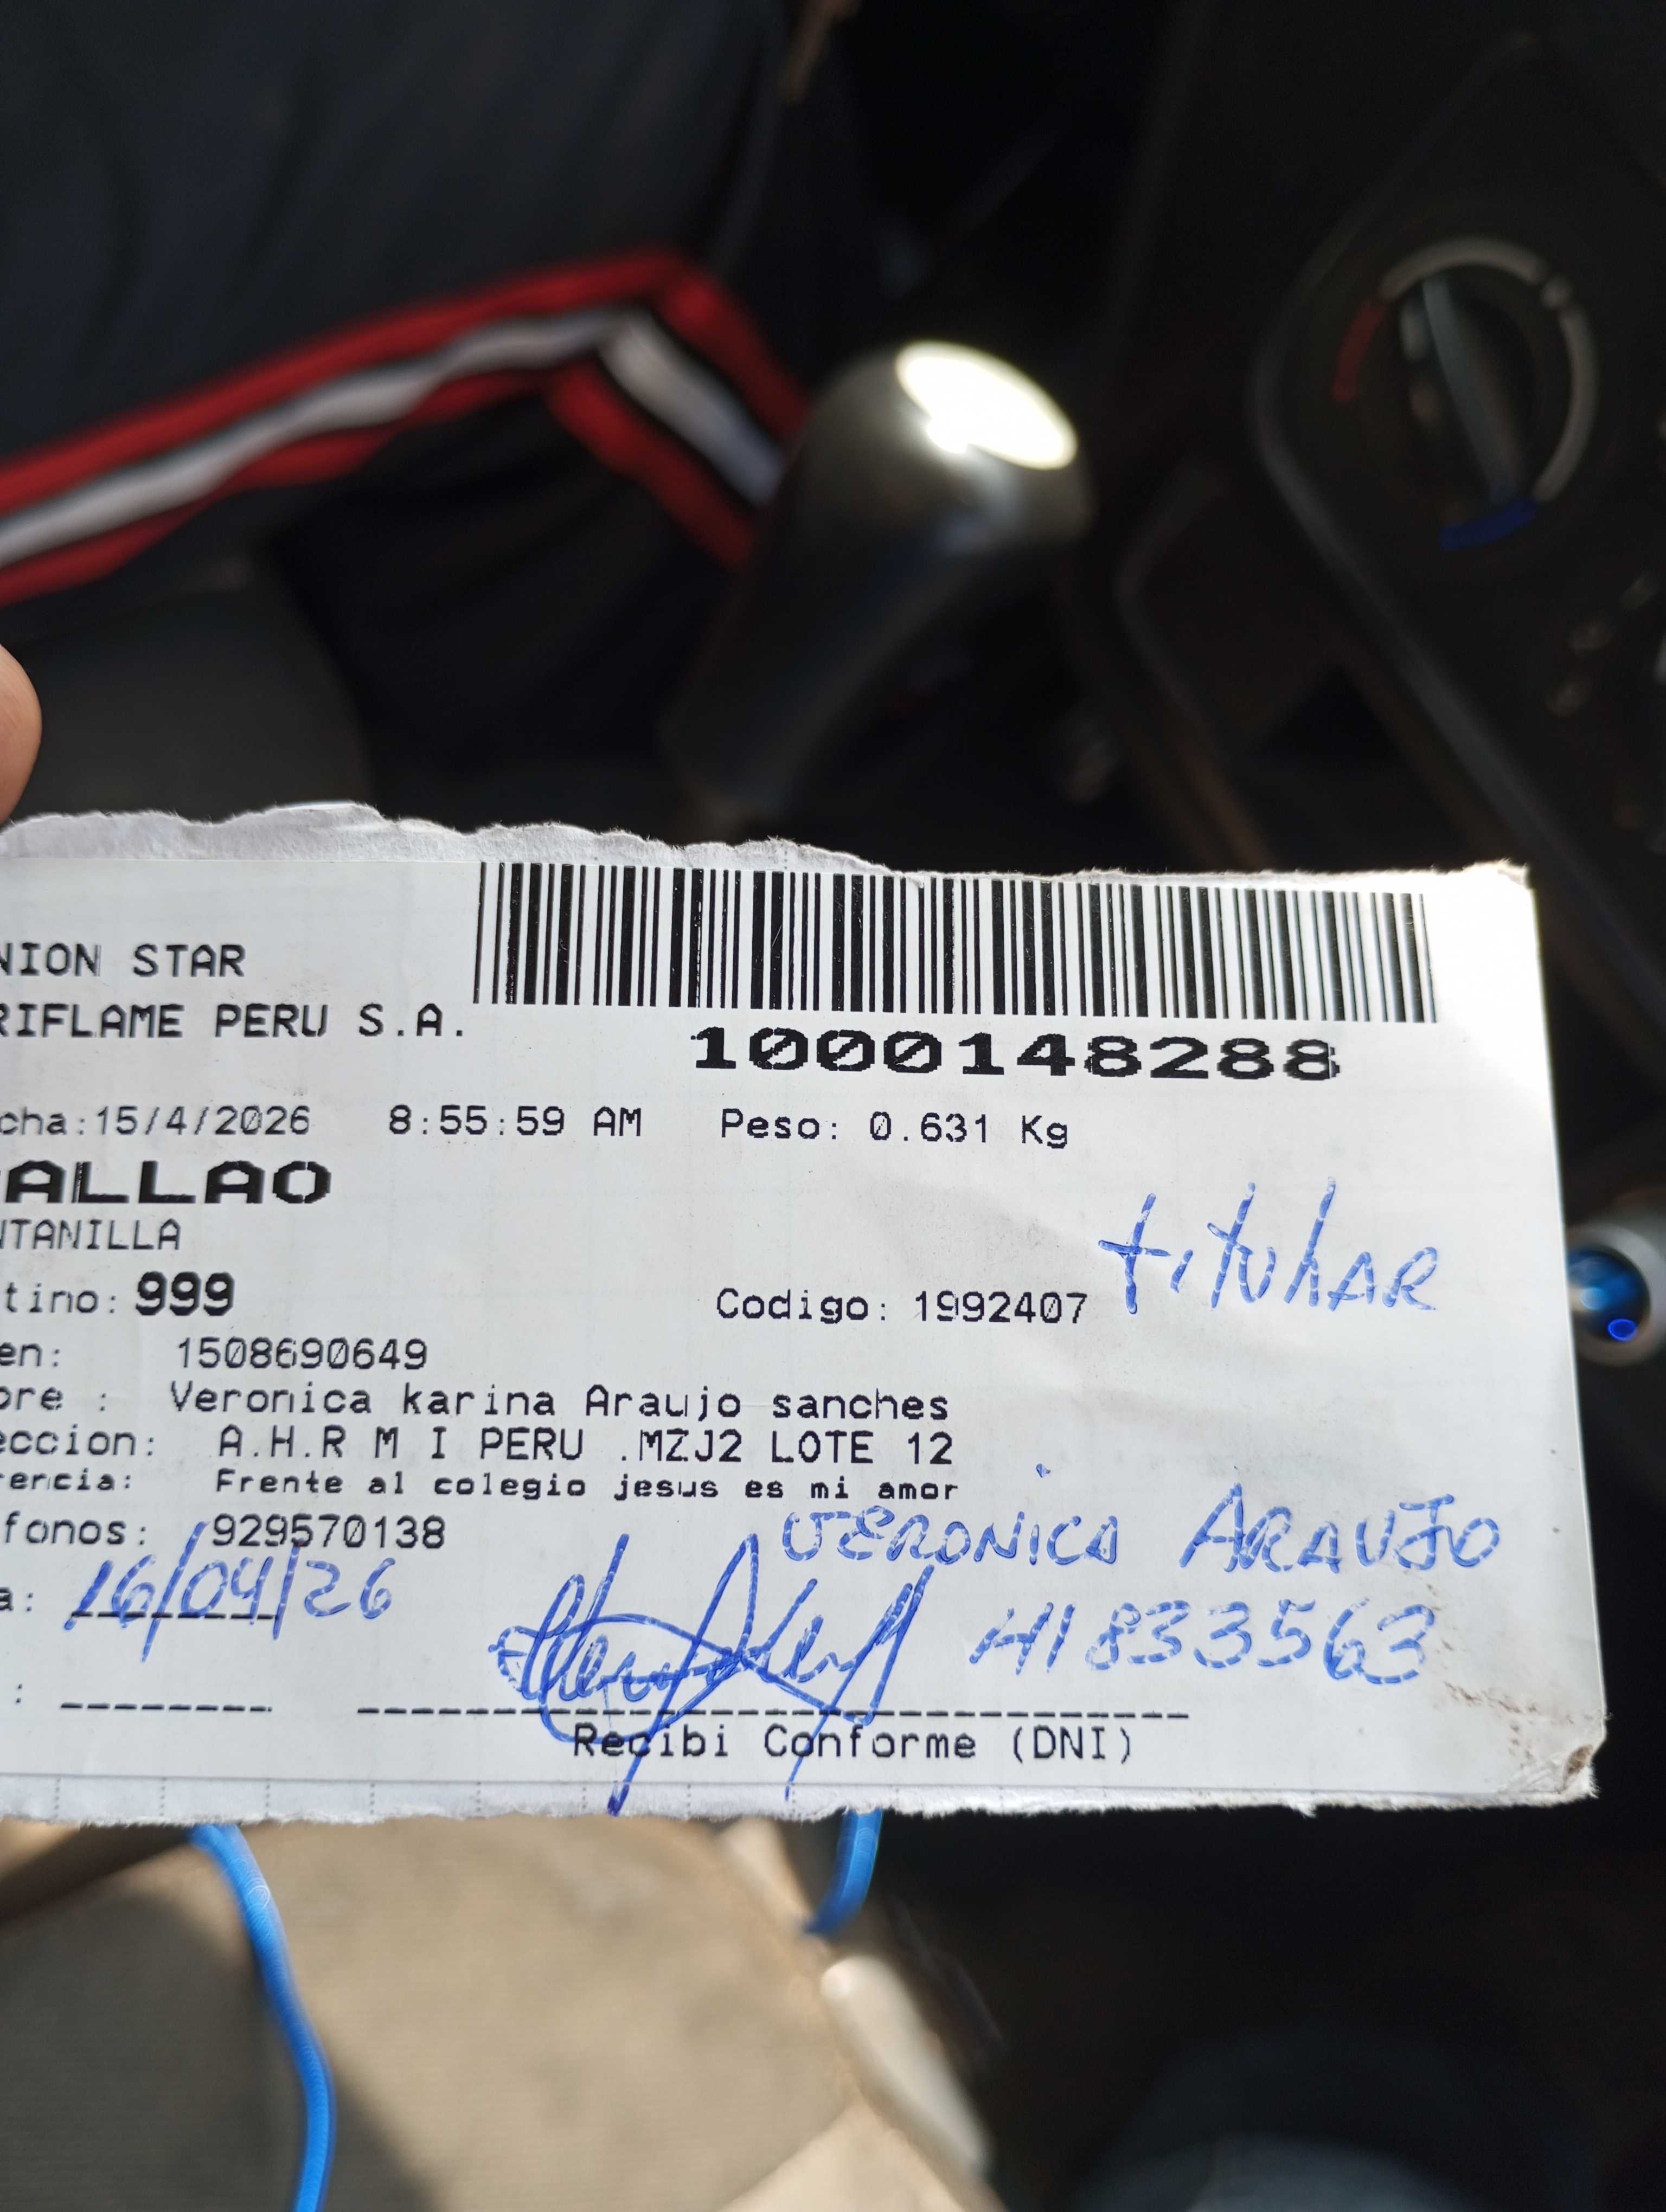 NION STAR
RIFLAME PERU S.A.
1000148288
cha:15/4/2026 8:55:59 AM Peso: 0.631 Kg
ALLAO
NTANILLA
titular
tino: 999 Codigo: 1992407
en: 1508690649
bre : Veronica karina Araujo sanches
eccion: A.H.R M I PERU .MZJ2 LOTE 12
rencia: Frente al colegio jesus es mi amor
fonos: 929570138
VERONICA ARAUJO
a: 16/04/26
41833563
: 
Recibi Conforme (DNI)